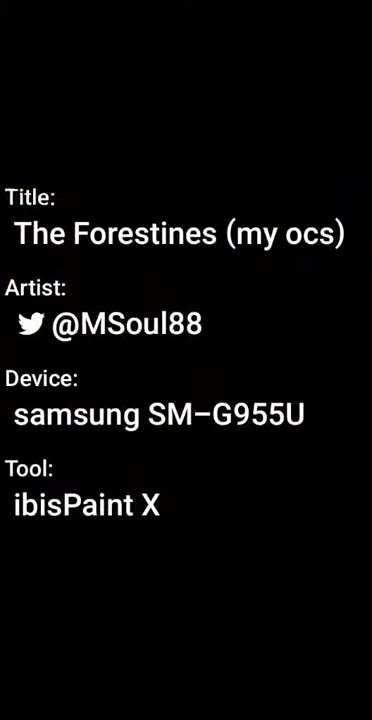 Title:
The Forestines (my ocs)
Artist:
@MSoul88
Device:
samsung SM-G955U
Tool:
ibisPaint X